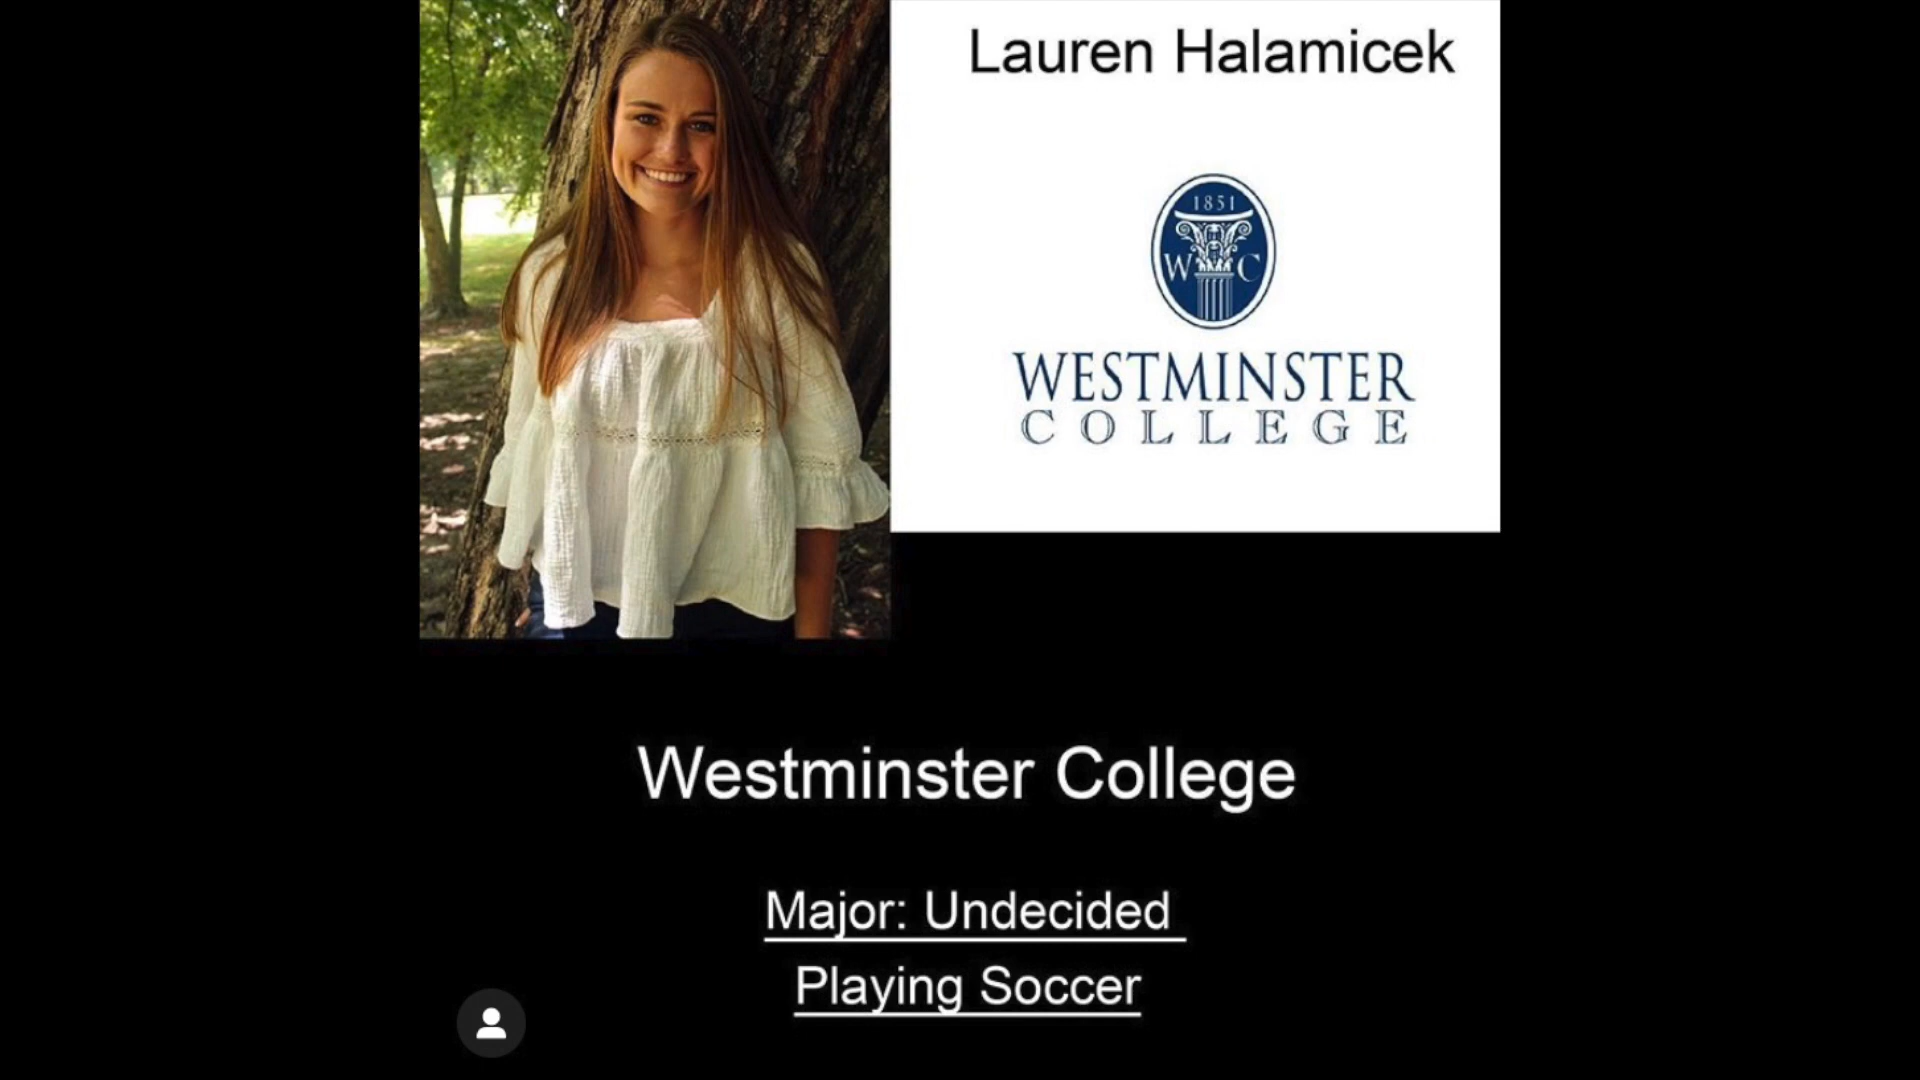 Lauren Halamicek
1851
W C
WESTMINSTER
COLLEGE
Westminster College
Major: Undecided
Playing Soccer